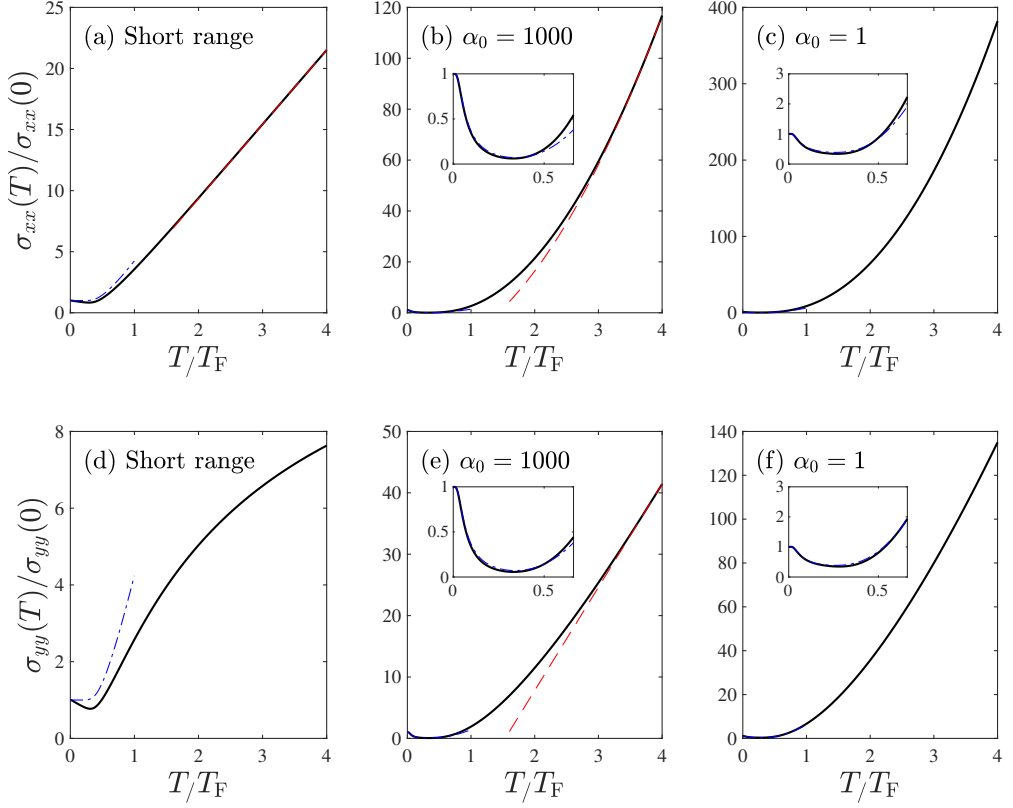 (a) Short range
25
20
15
10
5
0
0 1 2 3 4
σxx(T)/σxx(0)
T/TF
(b) α0 = 1000
120
100
80
60
40
20
0
0 1 2 3 4
1
0.5
0
0 0.5
T/TF
(c) α0 = 1
400
300
200
100
0
0 1 2 3 4
3
2
1
0
0 0.5
T/TF
(d) Short range
8
6
4
2
0
0 1 2 3 4
σyy(T)/σyy(0)
T/TF
(e) α0 = 1000
50
40
30
20
10
0
0 1 2 3 4
1
0.5
0
0 0.5
T/TF
(f) α0 = 1
140
120
100
80
60
40
20
0
0 1 2 3 4
3
2
1
0
0 0.5
T/TF